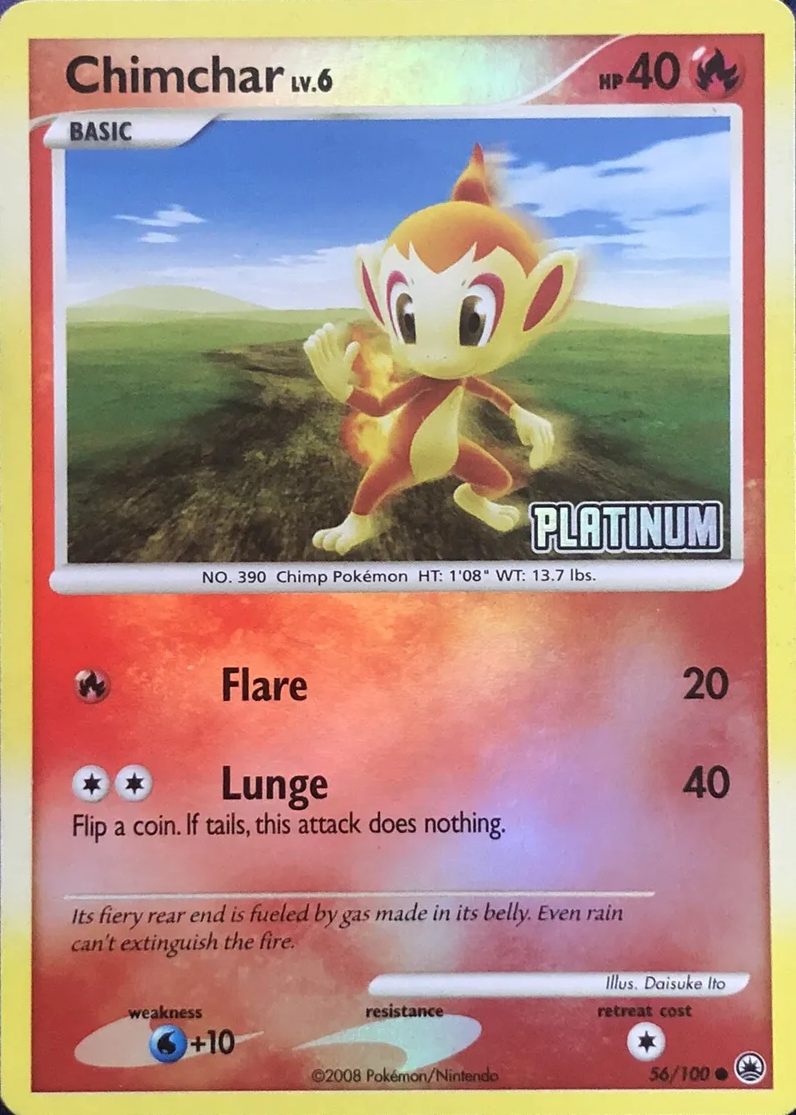 Chimchar LV.6 HP 40
BASIC
PLATINUM
NO. 390 Chimp Pokémon HT: 1'08" WT: 13.7 lbs.
Flare 20
Lunge 40
Flip a coin. If tails, this attack does nothing.
Its fiery rear end is fueled by gas made in its belly. Even rain
can't extinguish the fire.
Illus. Daisuke Ito
weakness resistance retreat cost
+10
©2008 Pokémon/Nintendo 56/100